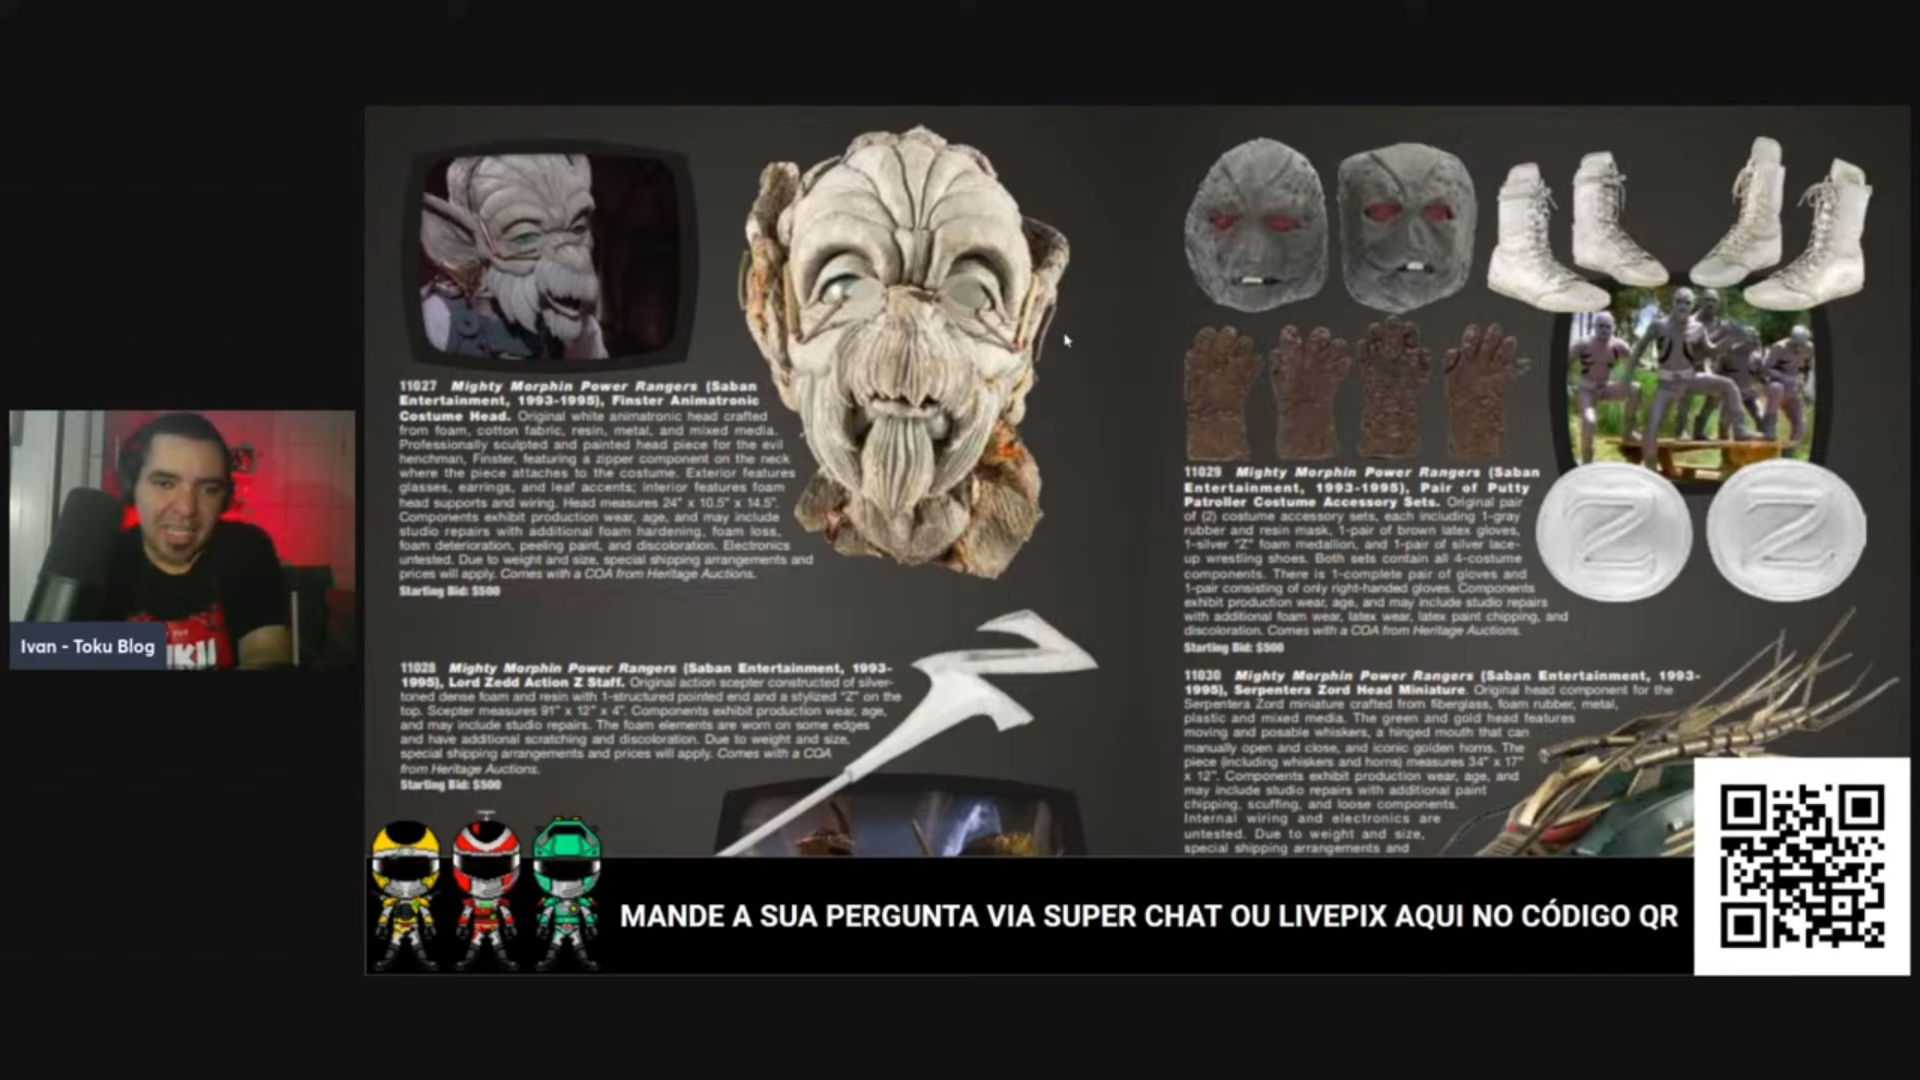 11027 Mighty Morphin Power Rangers (Saban
Entertainment, 1993-1995), Finster Animatronic
Costume Head. Original white animatronic head crafted
from foam, cotton fabric, resin, metal, and mixed media.
Professionally sculpted and painted head piece for the evil
henchman, Finster, featuring a zipper component on the neck
where the piece attaches to the costume. Exterior features
glasses, earrings, and leaf accents; interior features foam
head supports and wiring. Head measures 24" x 10.5" x 14.5".
Components exhibit production wear, age, and may include
studio repairs with additional foam hardening, foam loss,
foam deterioration, peeling paint, and discoloration. Electronics
untested. Due to weight and size, special shipping arrangements and
prices will apply. Comes with a COA from Heritage Auctions.
Starting Bid: $500
11028 Mighty Morphin Power Rangers (Saban Entertainment, 1993-
1995), Lord Zedd Action Z Staff. Original action scepter constructed of silver-
toned dense foam and resin with 1-structured pointed end and a stylized "Z" on the
top. Scepter measures 91" x 12" x 4". Components exhibit production wear, age,
and may include studio repairs. The foam elements are worn on some edges
and have additional scratching and discoloration. Due to weight and size,
special shipping arrangements and prices will apply. Comes with a COA
from Heritage Auctions.
Starting Bid: $500
11029 Mighty Morphin Power Rangers (Saban
Entertainment, 1993-1995), Pair of Putty
Patroller Costume Accessory Sets. Original pair
of (2) costume accessory sets, each including 1-gray
rubber and resin mask, 1-pair of brown latex gloves,
1-silver "Z" foam medallion, and 1-pair of silver lace-
up wrestling shoes. Both sets contain all 4-costume
components. There is 1-complete pair of gloves and
1-pair consisting of only right-handed gloves. Components
exhibit production wear, age, and may include studio repairs
with additional foam wear, latex wear, latex paint chipping, and
discoloration. Comes with a COA from Heritage Auctions.
Starting Bid: $500
Z Z
11030 Mighty Morphin Power Rangers (Saban Entertainment, 1993-
1995), Serpentera Zord Head Miniature. Original head component for the
Serpentera Zord miniature crafted from fiberglass, foam rubber, metal,
plastic and mixed media. The green and gold head features
moving and posable whiskers, a hinged mouth that can
manually open and close, and iconic golden horns. The
piece (including whiskers and horns) measures 34" x 17"
x 12". Components exhibit production wear, age, and
may include studio repairs with additional paint
chipping, scuffing, and loose components.
Internal wiring and electronics are
untested. Due to weight and size,
special shipping arrangements and
Ivan - Toku Blog
MANDE A SUA PERGUNTA VIA SUPER CHAT OU LIVEPIX AQUI NO CÓDIGO QR